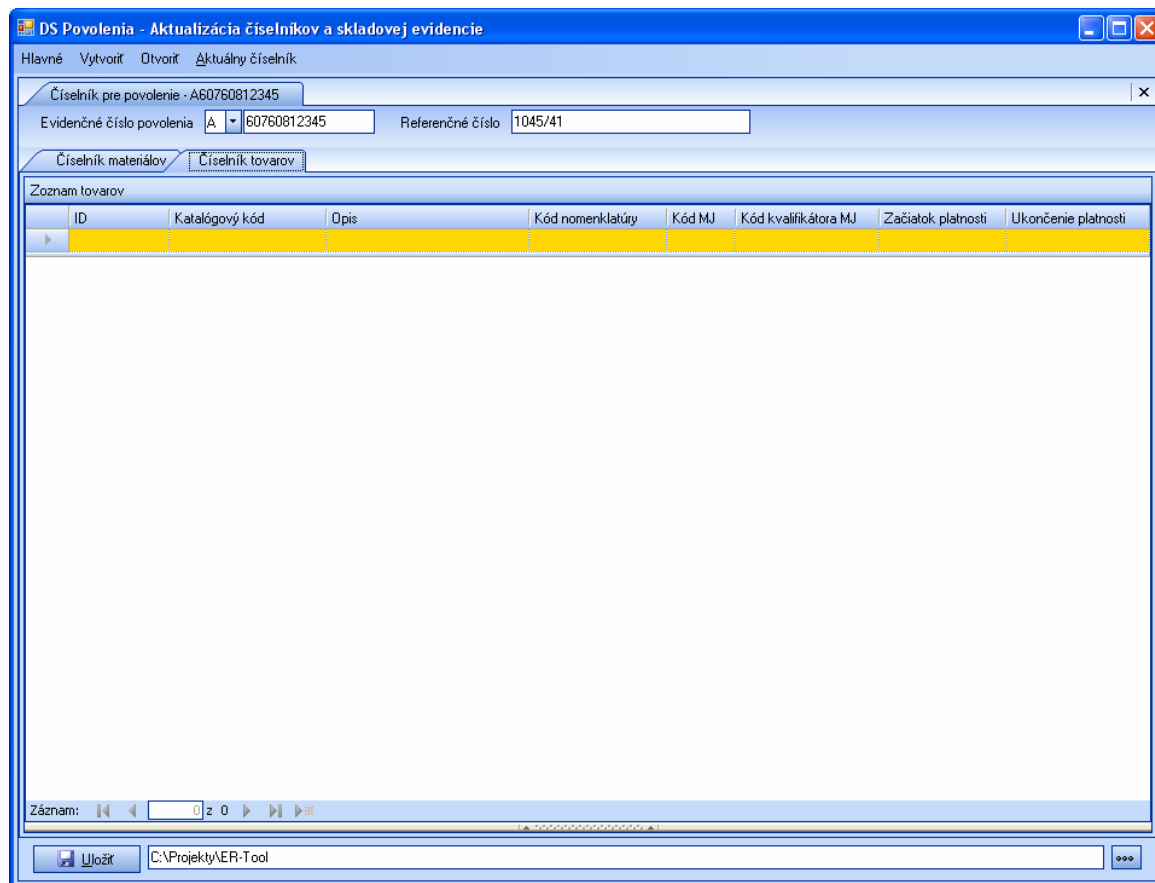 DS Povolenia - Aktualizácia číselníkov a skladovej evidencie
Hlavné Vytvoriť Otvoriť Aktuálny číselník
Číselník pre povolenie - A60760812345
Evidenčné číslo povolenia A 60760812345 Referenčné číslo 1045/41
Číselník materiálov Číselník tovarov
Zoznam tovarov
ID Katalógový kód Opis Kód nomenklatúry Kód MJ Kód kvalifikátora MJ Začiatok platnosti Ukončenie platnosti
Záznam: 0 z 0
Uložiť C:\Projekty\ER-Tool